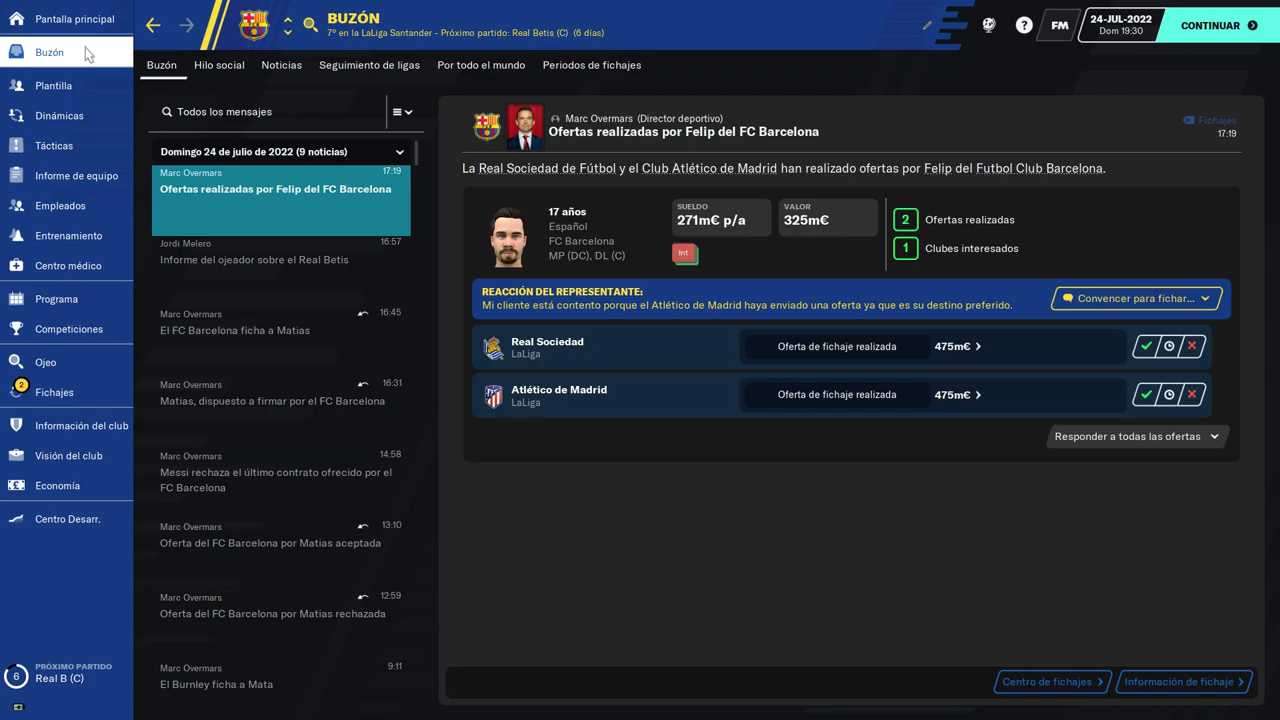 Pantalla principal
Buzón
Plantilla
Dinámicas
Tácticas
Informe de equipo
Empleados
Entrenamiento
Centro médico
Programa
Competiciones
Ojeo
2
Fichajes
Información del club
Visión del club
Economía
Centro Desarr.
6
PRÓXIMO PARTIDO
Real B (C)
BUZÓN
7º en la LaLiga Santander - Próximo partido: Real Betis (C) (6 días)
?
FM
24-JUL-2022
Dom 19:30
CONTINUAR
Buzón
Hilo social
Noticias
Seguimiento de ligas
Por todo el mundo
Periodos de fichajes
Todos los mensajes
Domingo 24 de julio de 2022 (9 noticias)
Marc Overmars 17:19
Ofertas realizadas por Felip del FC Barcelona
Jordi Melero 16:57
Informe del ojeador sobre el Real Betis
Marc Overmars 16:45
El FC Barcelona ficha a Matias
Marc Overmars 16:31
Matias, dispuesto a firmar por el FC Barcelona
Marc Overmars 14:58
Messi rechaza el último contrato ofrecido por el
FC Barcelona
Marc Overmars 13:10
Oferta del FC Barcelona por Matias aceptada
Marc Overmars 12:59
Oferta del FC Barcelona por Matias rechazada
Marc Overmars 9:11
El Burnley ficha a Mata
Marc Overmars (Director deportivo)
Ofertas realizadas por Felip del FC Barcelona
Fichajes
17:19
La Real Sociedad de Fútbol y el Club Atlético de Madrid han realizado ofertas por Felip del Futbol Club Barcelona.
17 años
Español
FC Barcelona
MP (DC), DL (C)
SUELDO
271m€ p/a
VALOR
325m€
Int
2 Ofertas realizadas
1 Clubes interesados
REACCIÓN DEL REPRESENTANTE:
Mi cliente está contento porque el Atlético de Madrid haya enviado una oferta ya que es su destino preferido.
Convencer para fichar...
Real Sociedad
LaLiga
Oferta de fichaje realizada 475m€
Atlético de Madrid
LaLiga
Oferta de fichaje realizada 475m€
Responder a todas las ofertas
Centro de fichajes
Información de fichaje